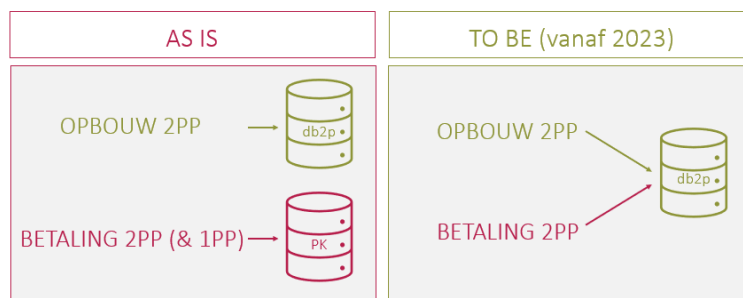 AS IS
OPBOUW 2PP
db2p
BETALING 2PP (& 1PP)
PK
TO BE (vanaf 2023)
OPBOUW 2PP
db2p
BETALING 2PP